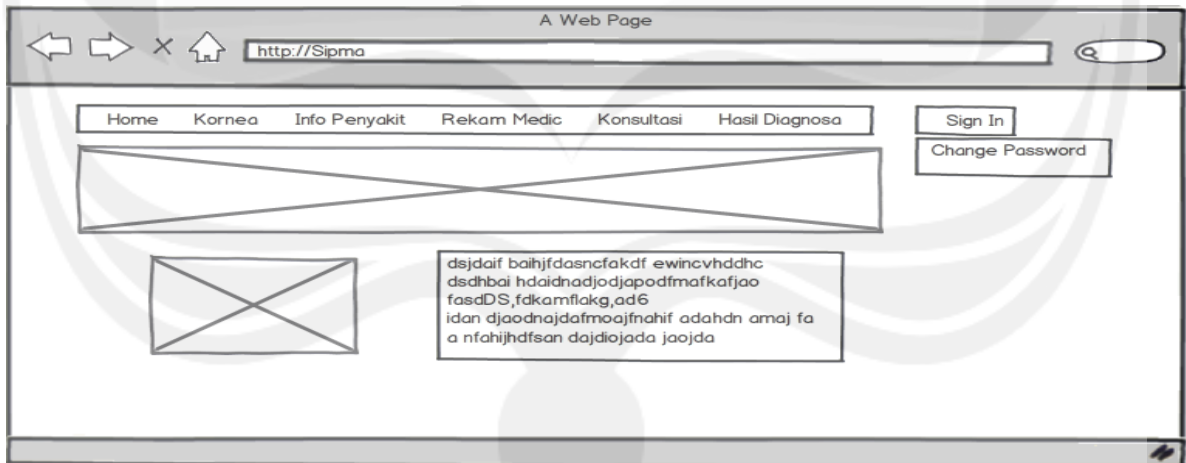 A Web Page
http://Sipma
Home Kornea Info Penyakit Rekam Medic Konsultasi Hasil Diagnosa
Sign In
Change Password
dsjdaif baihjfdasncfakdf ewincvhddhc
dsdhbai hdaidnadjodjapodfmafkafjao
fasdDS,fdkamflakg,ad6
idan djaodnajdafmoajfnahif adahdn amaj fa
a nfahijhdfsan dajdiojada jaojda